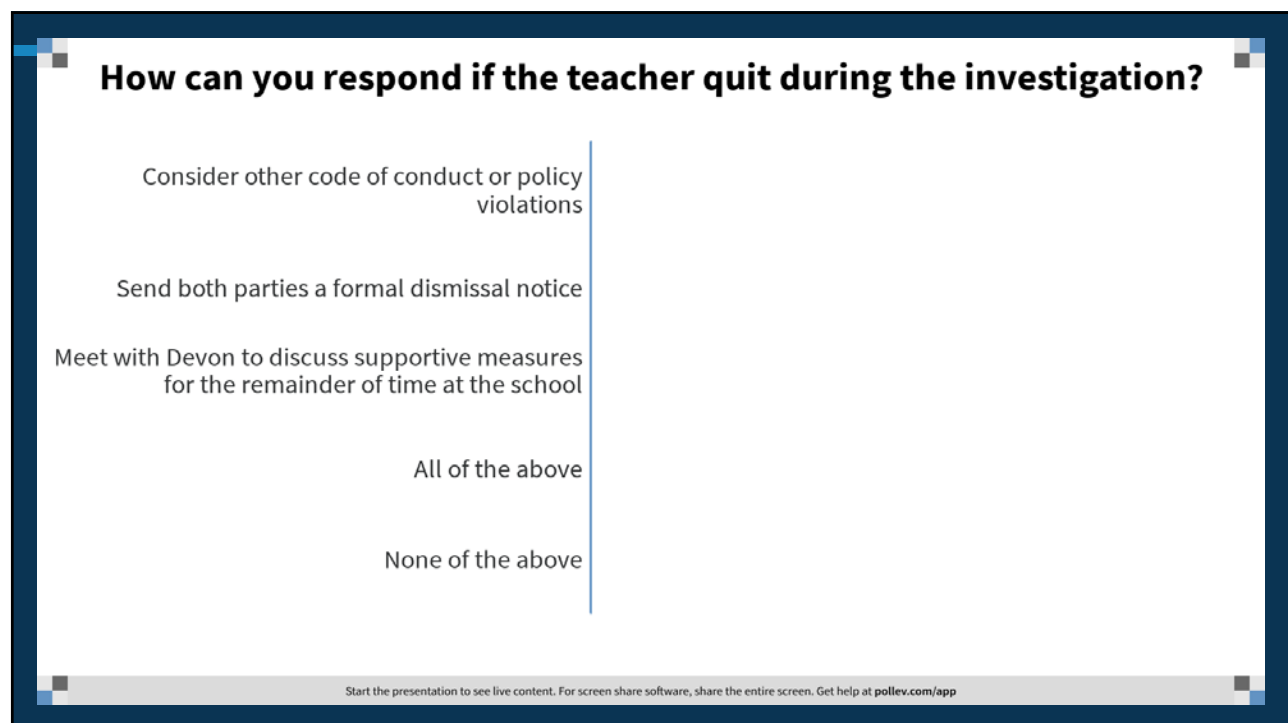 How can you respond if the teacher quit during the investigation?
Consider other code of conduct or policy
violations
Send both parties a formal dismissal notice
Meet with Devon to discuss supportive measures
for the remainder of time at the school
All of the above
None of the above
Start the presentation to see live content. For screen share software, share the entire screen. Get help at pollev.com/app